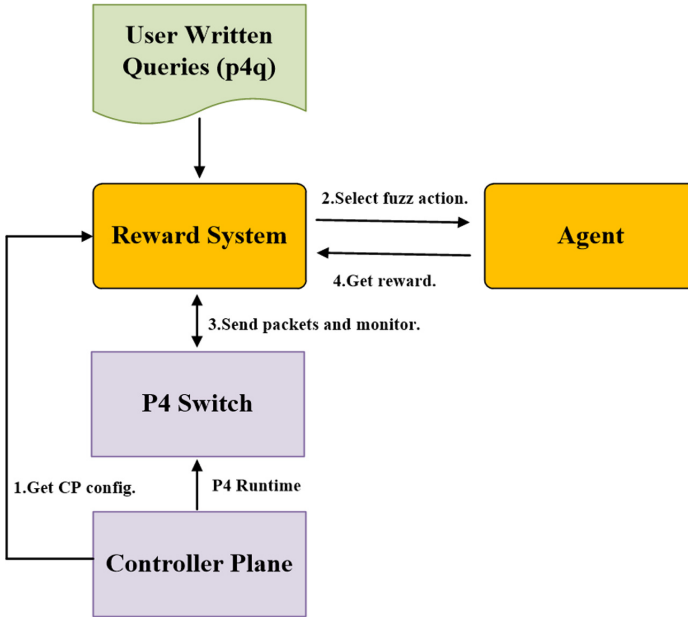 User Written
Queries (p4q)
2.Select fuzz action.
Reward System
Agent
4.Get reward.
3.Send packets and monitor.
P4 Switch
1.Get CP config.
P4 Runtime
Controller Plane